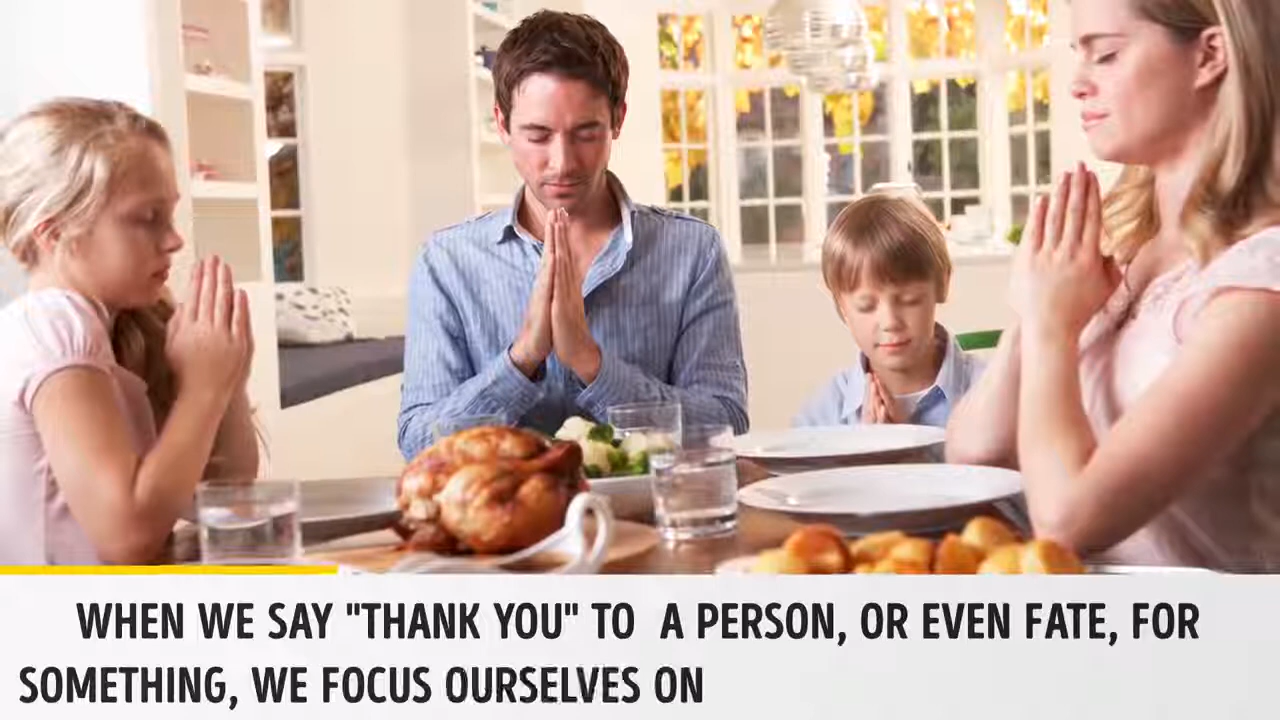 WHEN WE SAY "THANK YOU" TO A PERSON, OR EVEN FATE, FOR
SOMETHING, WE FOCUS OURSELVES ON